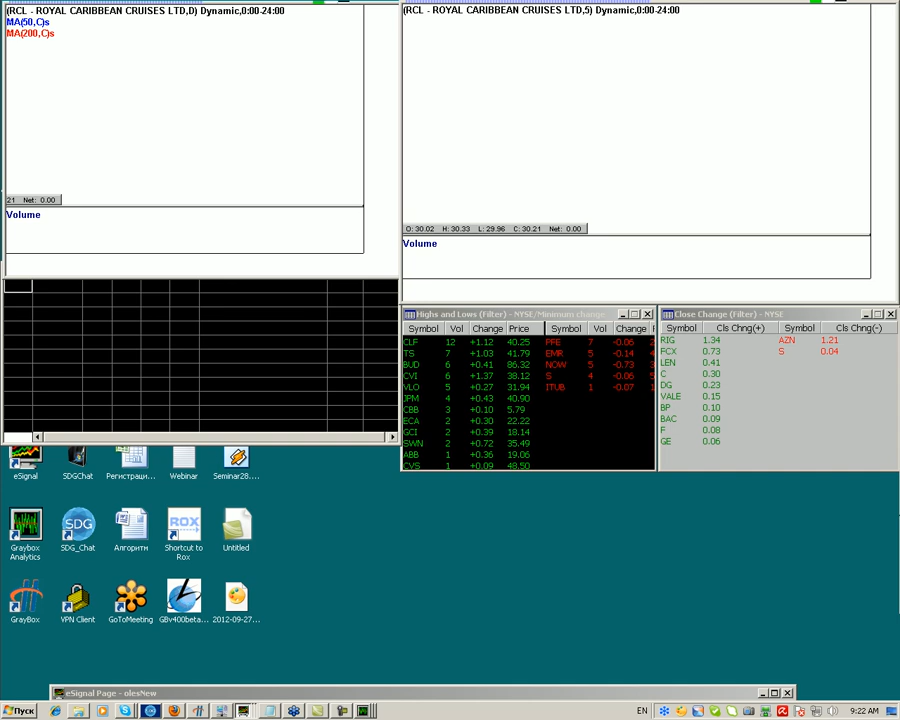 (RCL - ROYAL CARIBBEAN CRUISES LTD,D) Dynamic,0:00-24:00
MA(50,C)s
MA(200,C)s
21 Net: 0.00
Volume
(RCL - ROYAL CARIBBEAN CRUISES LTD,5) Dynamic,0:00-24:00
O: 30.02 H: 30.33 L: 29.96 C: 30.21 Net: 0.00
Volume
Highs and Lows (Filter) - NYSE/Minimum change
Symbol Vol Change Price Symbol Vol Change
CLF 12 +1.12 40.25 PRE 7 -0.06
TS 7 +1.03 41.79 EMR 5 -0.14
BUD 6 +0.41 86.32 NOW 5 -0.73
CVI 6 +1.37 38.12 S 4 -0.06
VLO 5 +0.27 31.94 ITUB 1 -0.07
JPM 4 +0.43 40.90
CBB 3 +0.10 5.79
ECA 2 +0.30 22.22
GCI 2 +0.39 18.14
SWN 2 +0.72 35.49
ABB 1 +0.36 19.06
CVS 1 +0.09 48.50
Close Change (Filter) - NYSE
Symbol Cls Chng(+) Symbol Cls Chng(-)
RIG 1.34 AZN 1.21
FCX 0.73 S 0.04
LEN 0.41
C 0.30
DG 0.23
VALE 0.15
BP 0.10
BAC 0.09
F 0.08
GE 0.06
eSignal SDGChat Регистраци... Webinar Seminar28....
Graybox Analytics SDG_Chat Алгоритм Shortcut to Rox Untitled
SDG
ROX
GrayBox VPN Client GoToMeeting GBv400beta... 2012-09-27...
eSignal Page - olesNew
Пуск EN 9:22 AM